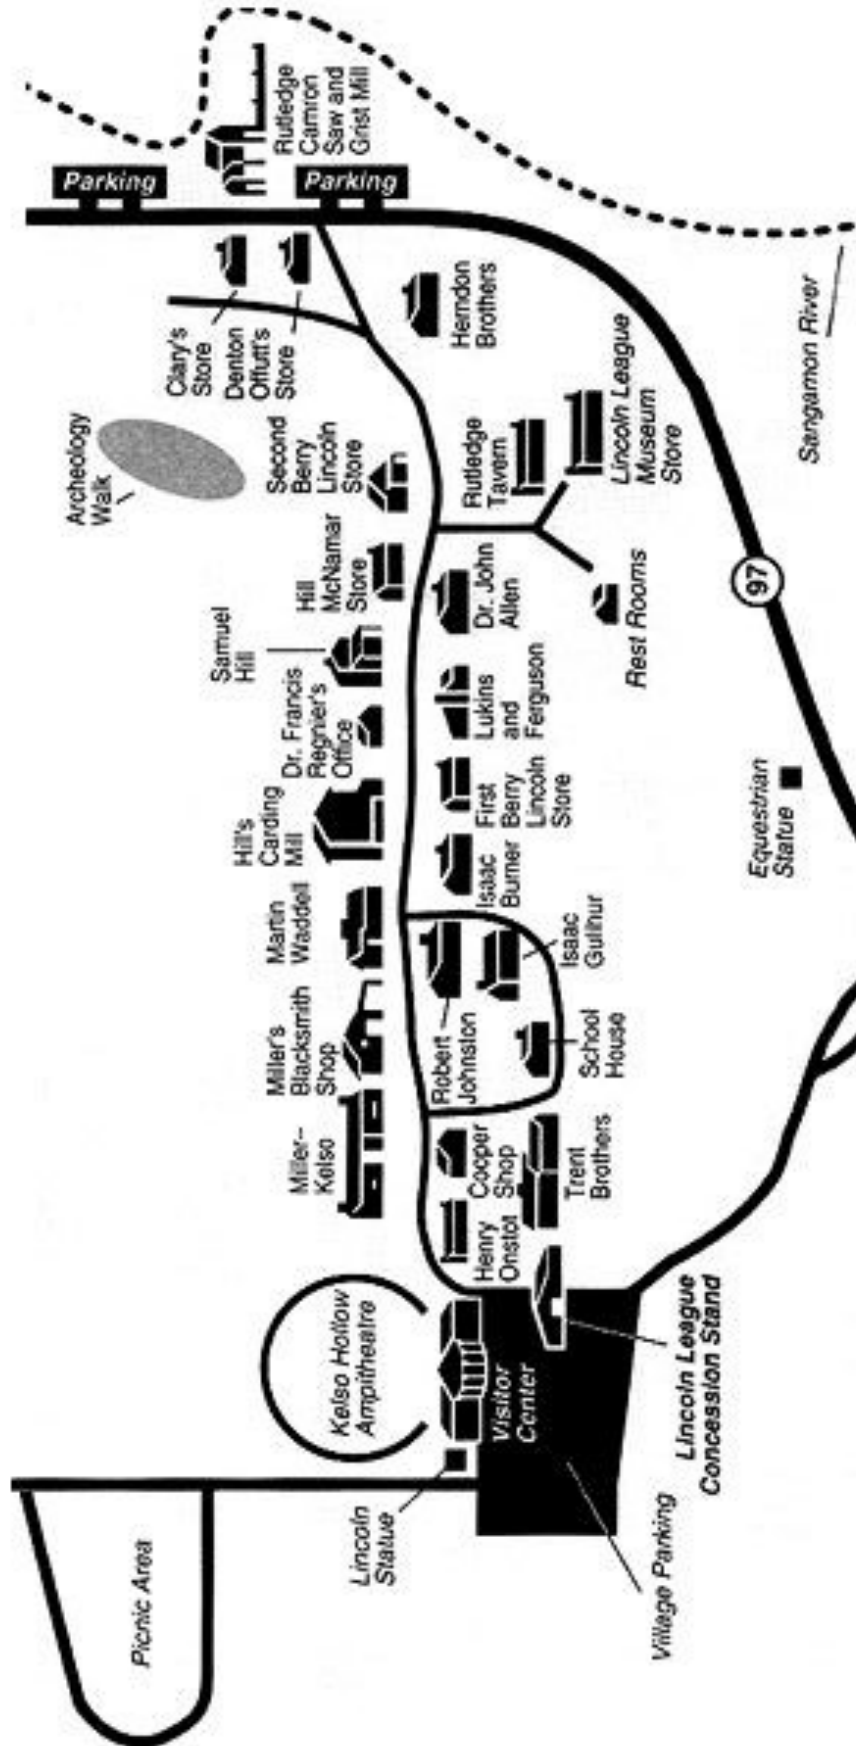 Picnic Area
Lincoln
Statue
Kelso Hollow
Ampitheatre
Miller–
Kelso
Miller's
Blacksmith
Shop
Martin
Waddell
Hill's
Carding
Mill
Dr. Francis
Regnier's
Office
Samuel
Hill
Hill
McNamar
Store
Second
Berry
Lincoln
Store
Archeology
Walk
Clary's
Store
Denton
Offutt's
Store
Parking
Rutledge
Camron
Saw and
Grist Mill
Parking
Visitor
Center
Henry
Onstot
Cooper
Shop
Trent
Brothers
Robert
Johnston
School
House
Isaac
Gulihur
Isaac
Burner
First
Berry
Lincoln
Store
Lukins
and
Ferguson
Dr. John
Allen
Rutledge
Tavern
Herndon
Brothers
Lincoln League
Museum
Store
Rest Rooms
Village Parking
Lincoln League
Concession Stand
Equestrian
Statue
97
Sangamon River